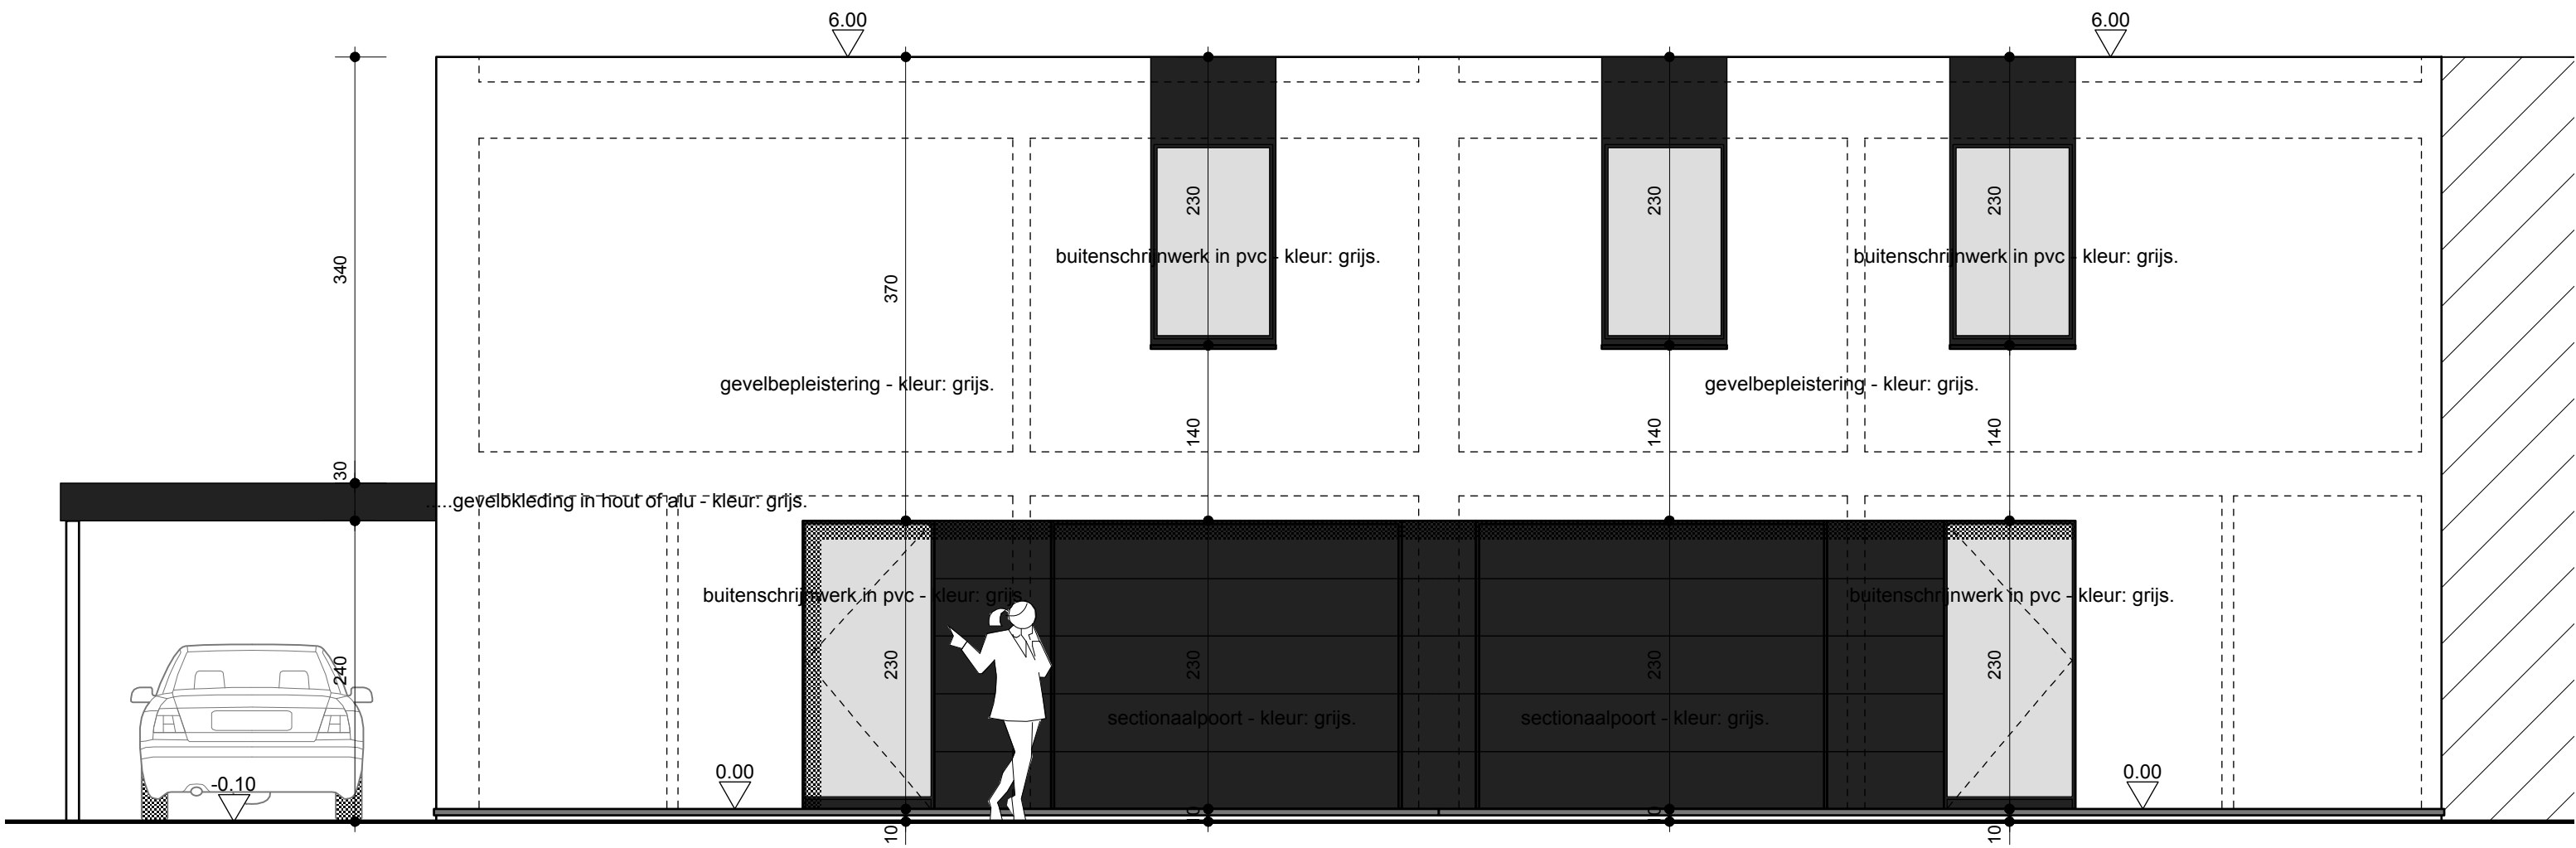 6.00
6.00
230
230
230
buitenschrijnwerk in pvc - kleur: grijs.
buitenschrijnwerk in pvc - kleur: grijs.
340
370
gevelbepleistering - kleur: grijs.
gevelbepleistering - kleur: grijs.
140
140
140
30
.....gevelbkleding in hout of alu - kleur: grijs.
buitenschrijnwerk in pvc - kleur: grijs.
buitenschrijnwerk in pvc - kleur: grijs.
240
230
230
230
230
sectionaalpoort - kleur: grijs.
sectionaalpoort - kleur: grijs.
-0.10
0.00
0.00
10
10
10
10